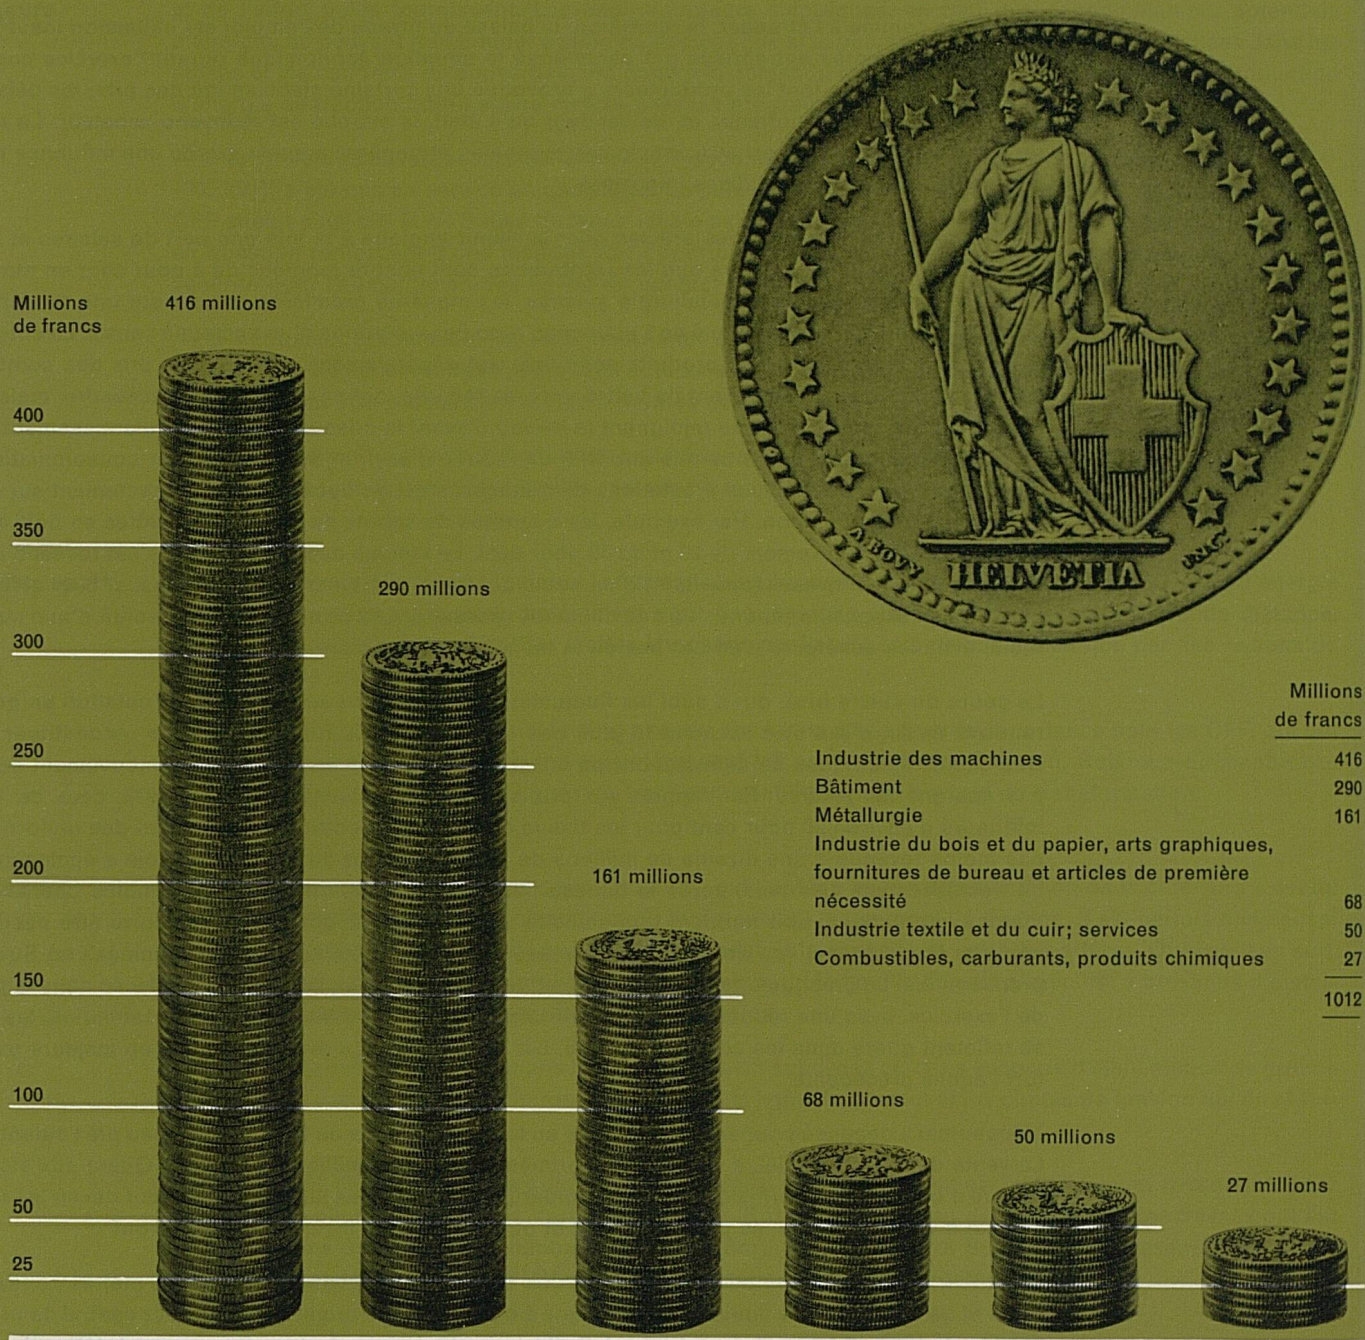 A. BOVY
HELVETIA
Millions
de francs
416 millions
400
350
290 millions
300
250
200
161 millions
150
100
68 millions
50 millions
27 millions
50
25
Millions
de francs
Industrie des machines 416
Bâtiment 290
Métallurgie 161
Industrie du bois et du papier, arts graphiques,
fournitures de bureau et articles de première
nécessité 68
Industrie textile et du cuir; services 50
Combustibles, carburants, produits chimiques 27
1012